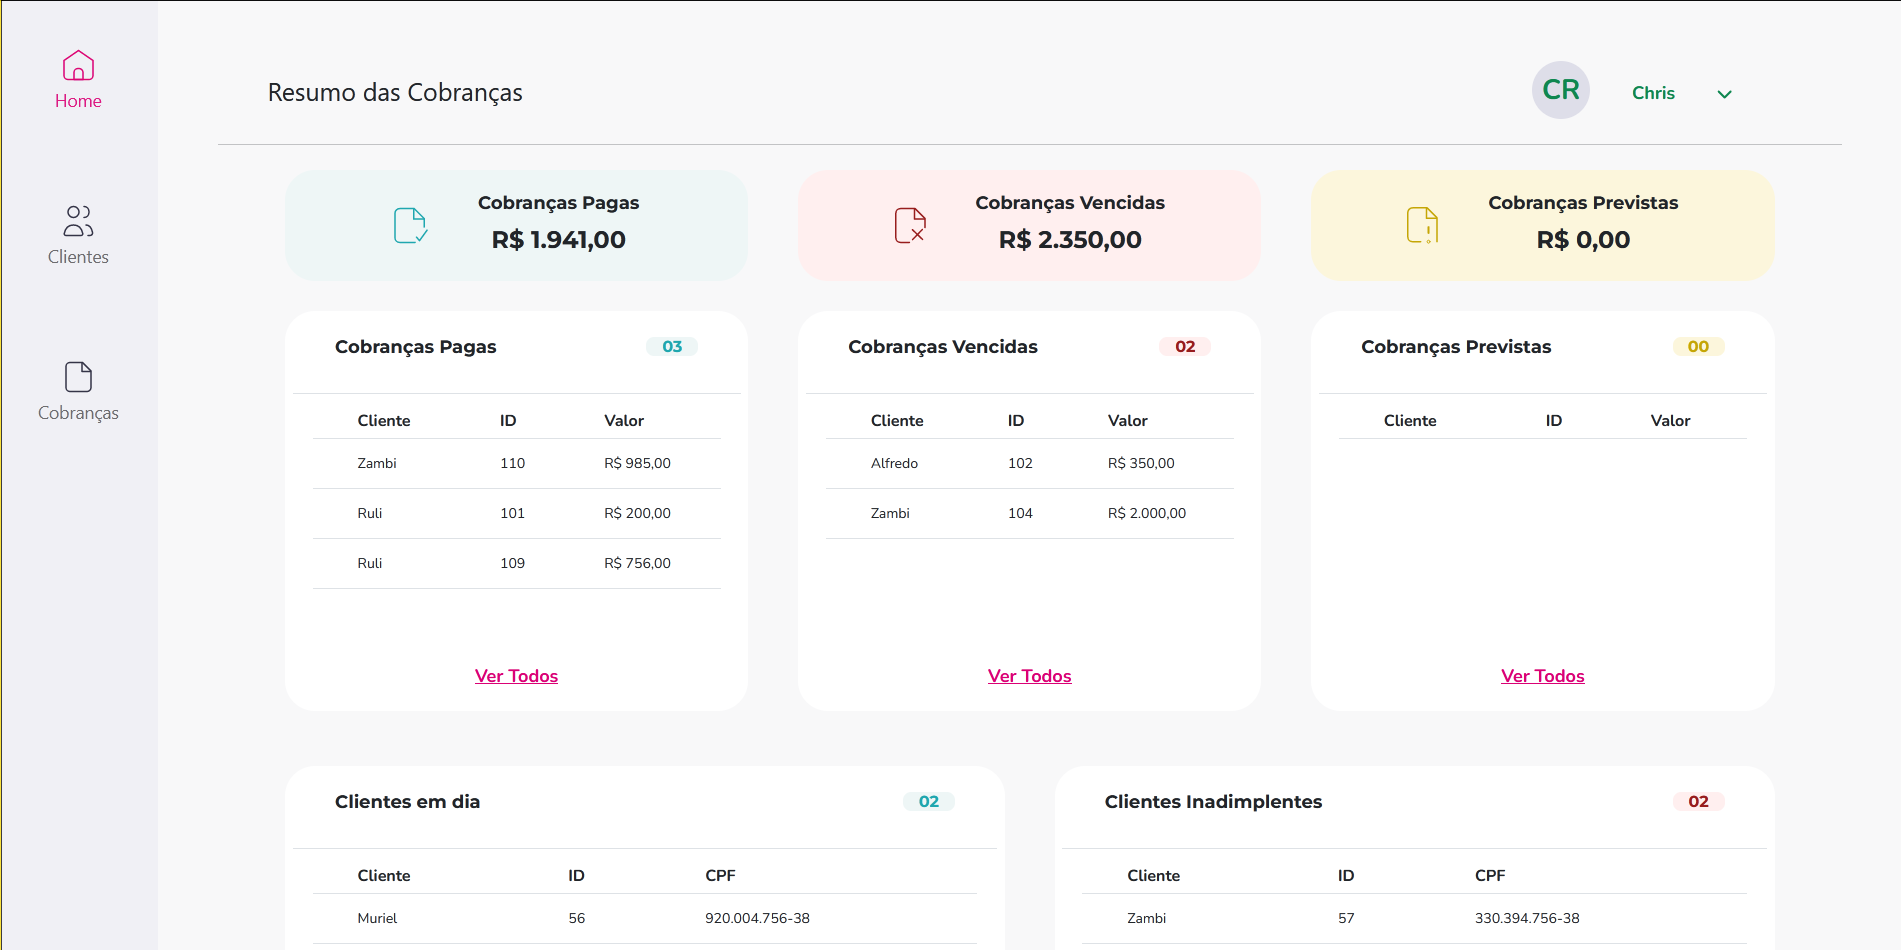 Home
Clientes
Cobranças
Resumo das Cobranças
CR Chris
Cobranças Pagas
R$ 1.941,00
Cobranças Vencidas
R$ 2.350,00
Cobranças Previstas
R$ 0,00
Cobranças Pagas 03
Cliente ID Valor
Zambi 110 R$ 985,00
Ruli 101 R$ 200,00
Ruli 109 R$ 756,00
Ver Todos
Cobranças Vencidas 02
Cliente ID Valor
Alfredo 102 R$ 350,00
Zambi 104 R$ 2.000,00
Ver Todos
Cobranças Previstas 00
Cliente ID Valor
Ver Todos
Clientes em dia 02
Cliente ID CPF
Muriel 56 920.004.756-38
Clientes Inadimplentes 02
Cliente ID CPF
Zambi 57 330.394.756-38